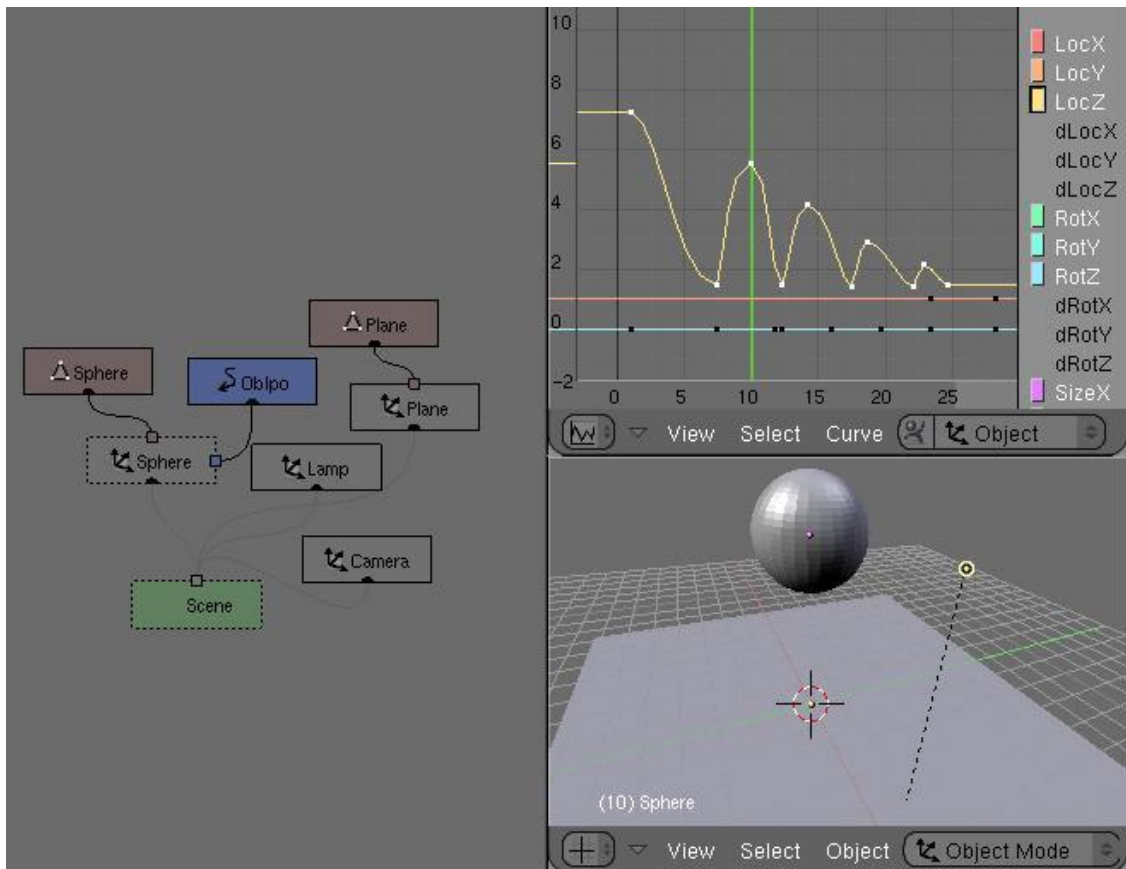 Plane
Sphere
ObIpo
Plane
Sphere
Lamp
Camera
Scene
10
8
6
4
2
0
-2
0 5 10 15 20 25
LocX
LocY
LocZ
dLocX
dLocY
dLocZ
RotX
RotY
RotZ
dRotX
dRotY
dRotZ
SizeX
View Select Curve Object
(10) Sphere
View Select Object Object Mode